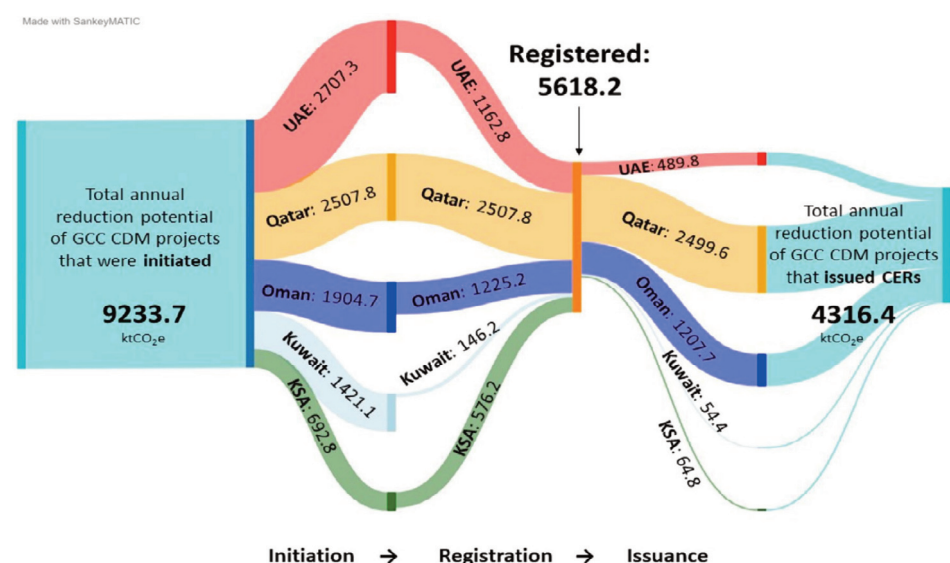 Made with SankeyMATIC
Registered:
5618.2
UAE: 2707.3
UAE: 1162.8
UAE: 489.8
Total annual
reduction potential
of GCC CDM projects
that were initiated
9233.7
ktCO₂e
Qatar: 2507.8
Qatar: 2507.8
Qatar: 2499.6
Total annual
reduction potential
of GCC CDM projects
that issued CERs
4316.4
ktCO₂e
Oman: 1904.7
Oman: 1225.2
Oman: 1207.7
Kuwait: 1421.1
Kuwait: 146.2
Kuwait: 54.4
KSA: 692.8
KSA: 576.2
KSA: 64.8
Initiation → Registration → Issuance